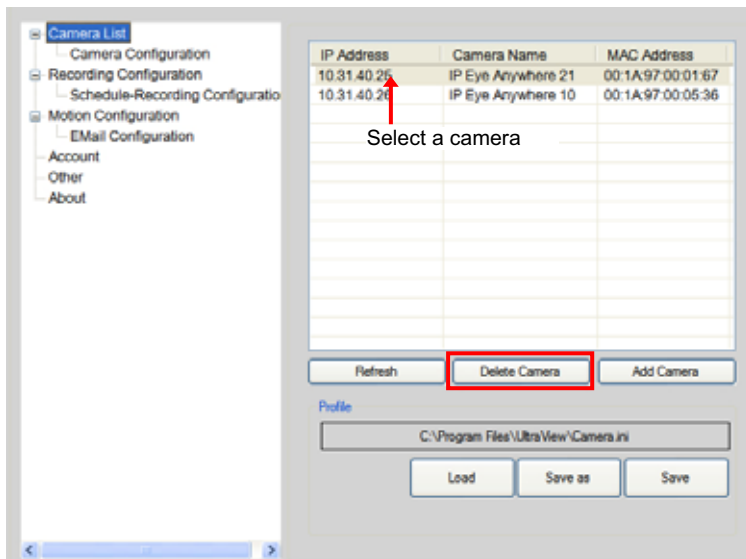 Camera List
Camera Configuration
Recording Configuration
Schedule-Recording Configuratio
Motion Configuration
EMail Configuration
Account
Other
About
IP Address Camera Name MAC Address
10.31.40.25 IP Eye Anywhere 21 00:1A:97:00:01:67
10.31.40.26 IP Eye Anywhere 10 00:1A:97:00:05:36
Select a camera
Refresh Delete Camera Add Camera
Profile
C:\Program Files\UltraView\Camera.ini
Load Save as Save